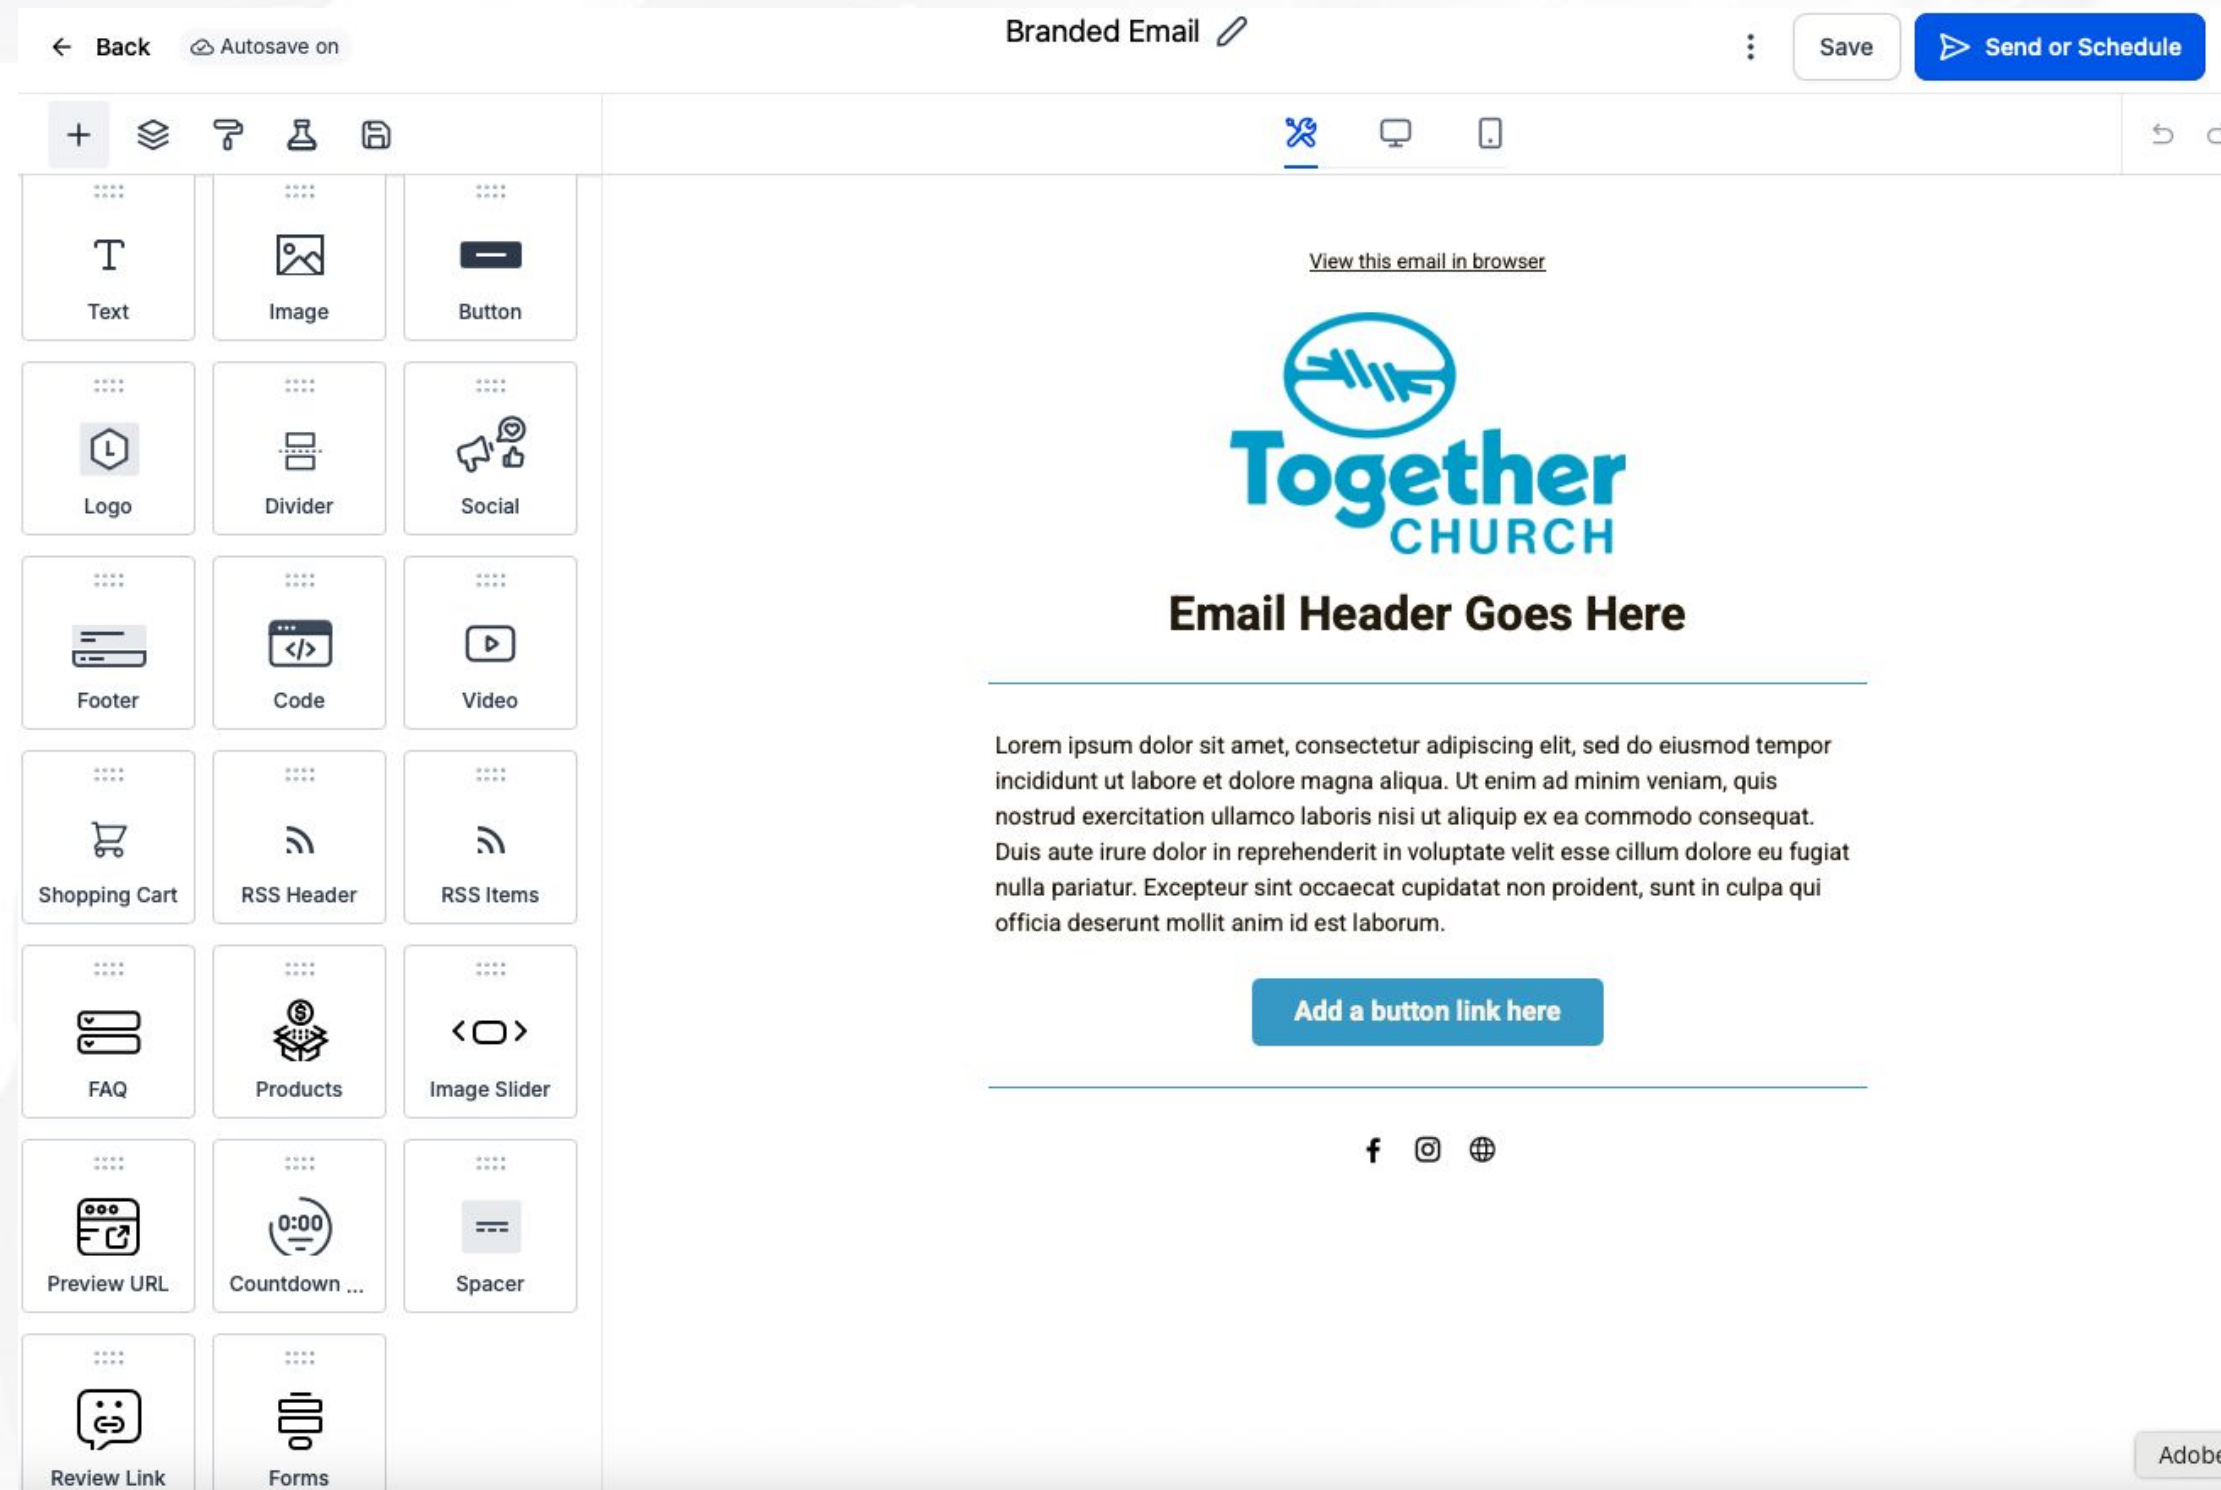 Branded Email
Back
Autosave on
Save
Send or Schedule
Text
Image
Button
Logo
Divider
Social
Footer
Code
Video
Shopping Cart
RSS Header
RSS Items
FAQ
Products
Image Slider
Preview URL
0:00
Countdown ...
Spacer
Review Link
Forms
View this email in browser
Together
CHURCH
Email Header Goes Here
Lorem ipsum dolor sit amet, consectetur adipiscing elit, sed do eiusmod tempor
incididunt ut labore et dolore magna aliqua. Ut enim ad minim veniam, quis
nostrud exercitation ullamco laboris nisi ut aliquip ex ea commodo consequat.
Duis aute irure dolor in reprehenderit in voluptate velit esse cillum dolore eu fugiat
nulla pariatur. Excepteur sint occaecat cupidatat non proident, sunt in culpa qui
officia deserunt mollit anim id est laborum.
Add a button link here
Adobe